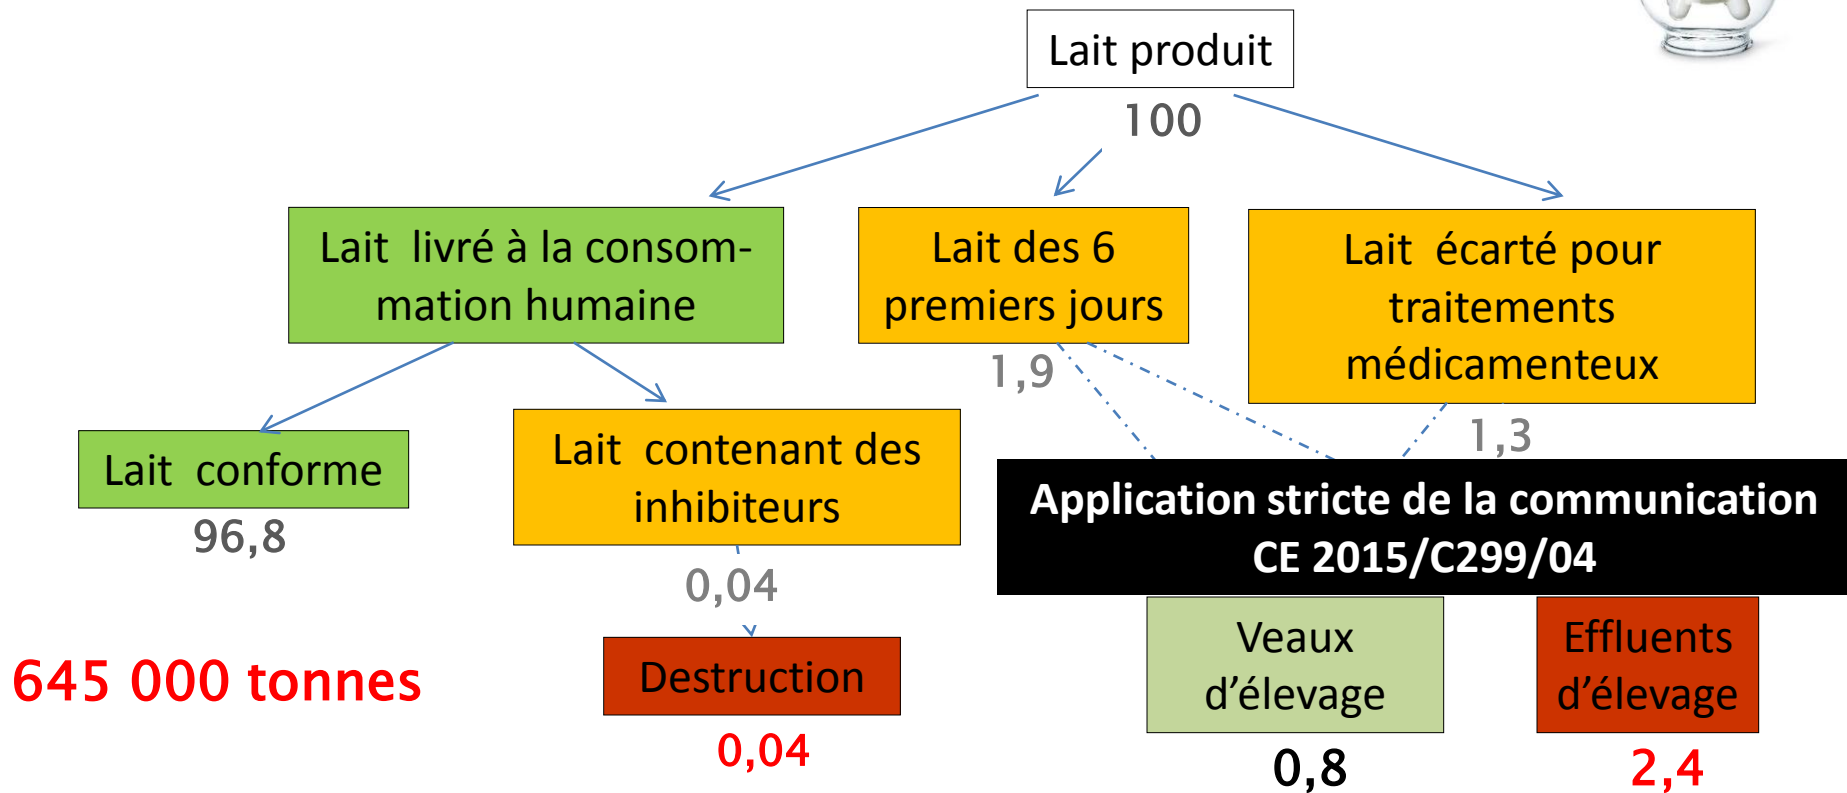 Lait produit
100
Lait livré à la consom-
mation humaine
Lait des 6
premiers jours
1,9
Lait écarté pour
traitements
médicamenteux
1,3
Lait conforme
96,8
Lait contenant des
inhibiteurs
0,04
Application stricte de la communication
CE 2015/C299/04
645 000 tonnes
Destruction
0,04
Veaux
d'élevage
0,8
Effluents
d'élevage
2,4